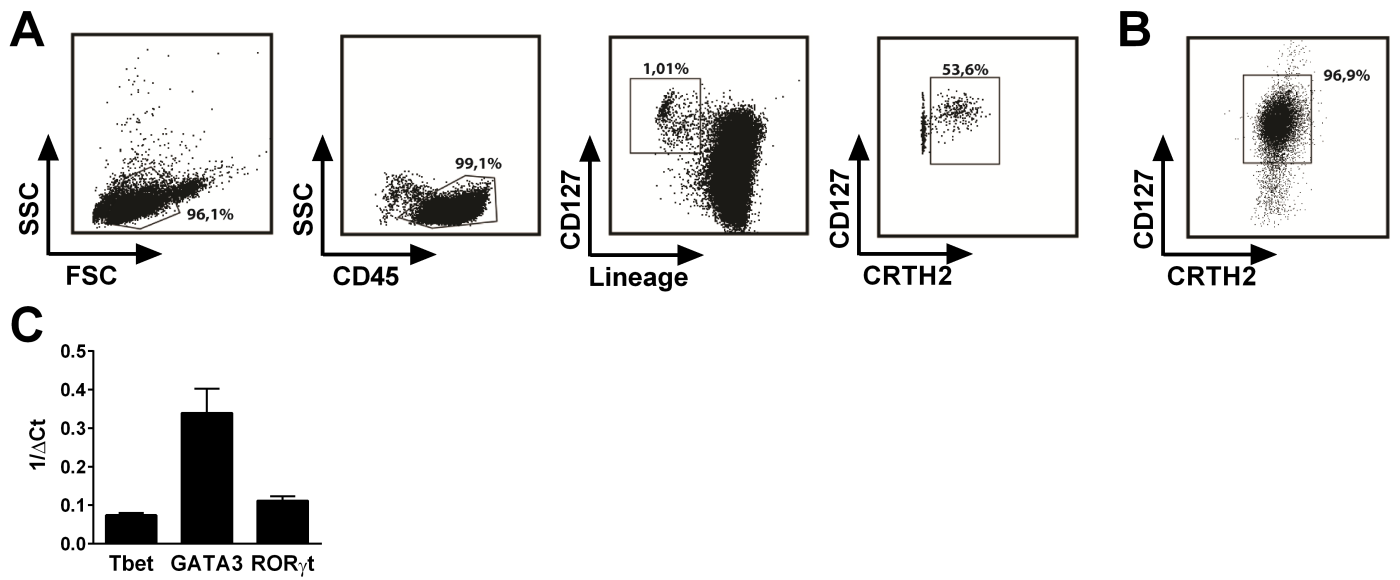 A
SSC
96,1%
FSC
SSC
99,1%
CD45
CD127
1,01%
Lineage
CD127
53,6%
CRTH2
B
CD127
96,9%
CRTH2
C
1/ΔCt
0.5
0.4
0.3
0.2
0.1
0.0
Tbet GATA3 RORγt